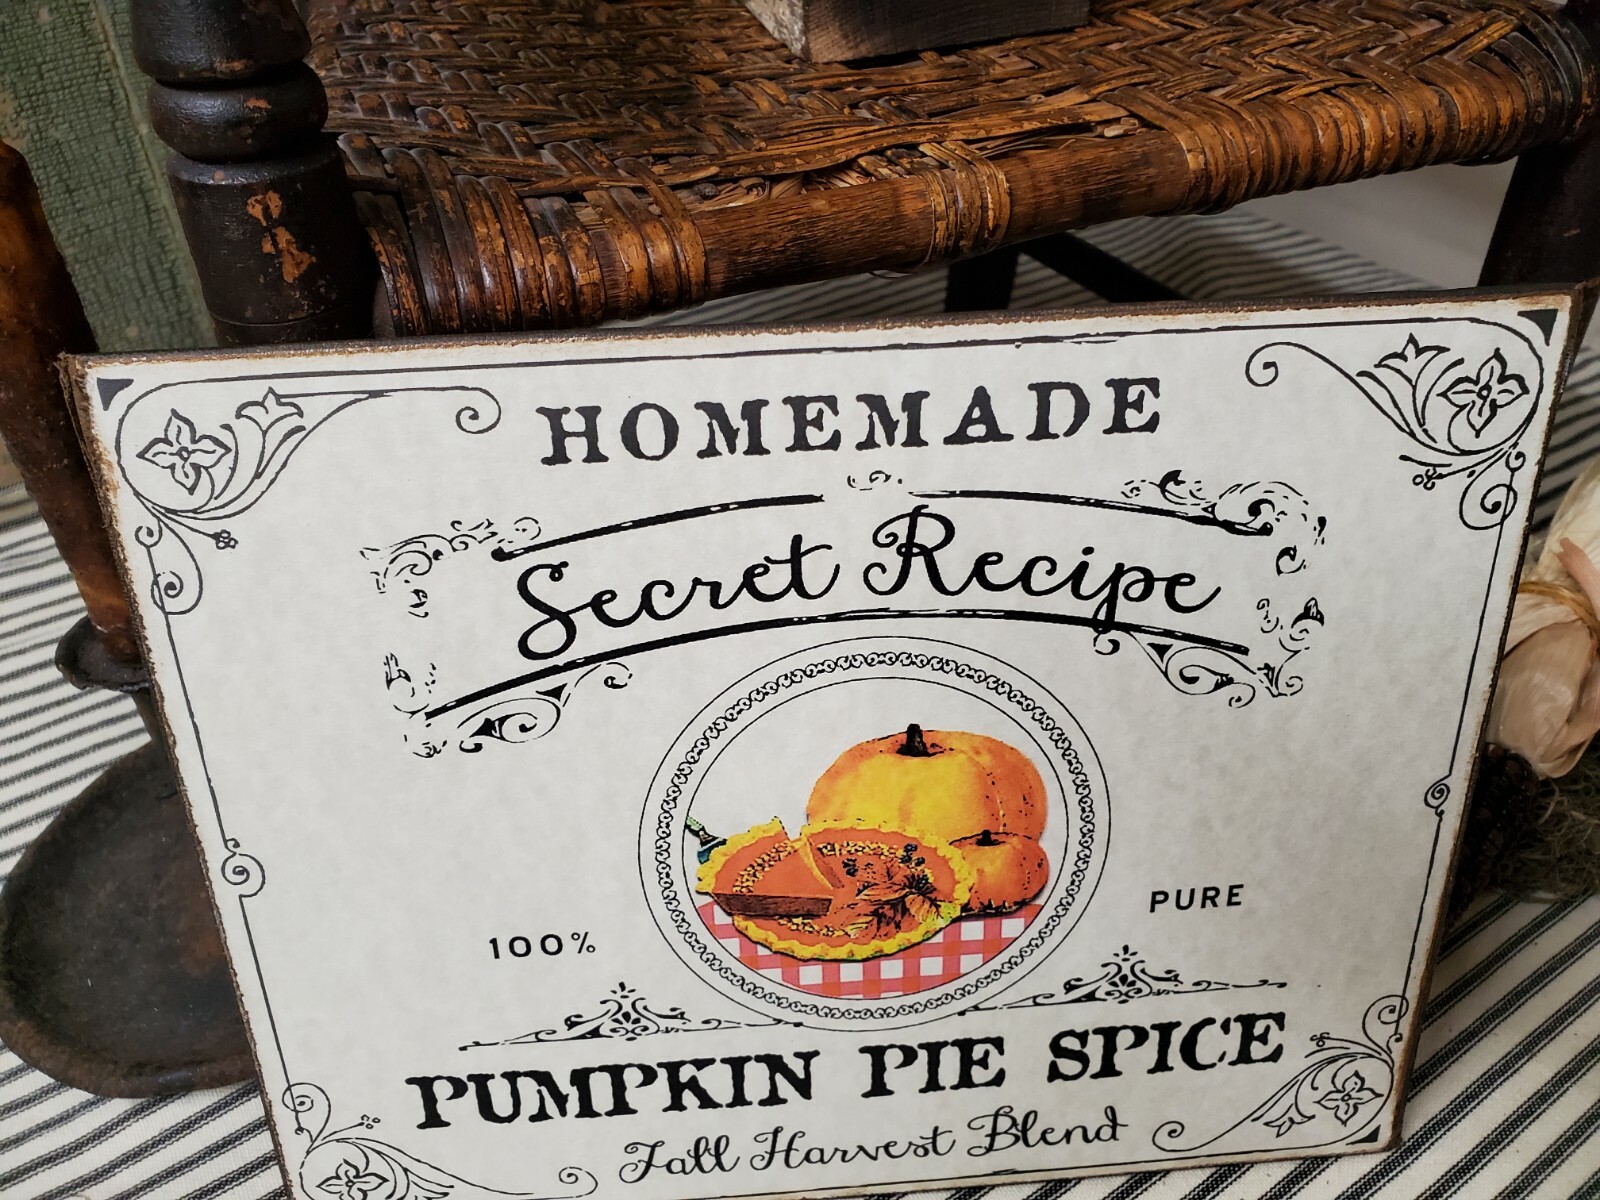 HOMEMADE
Secret Recipe
100%
PURE
PUMPKIN PIE SPICE
Fall Harvest Blend